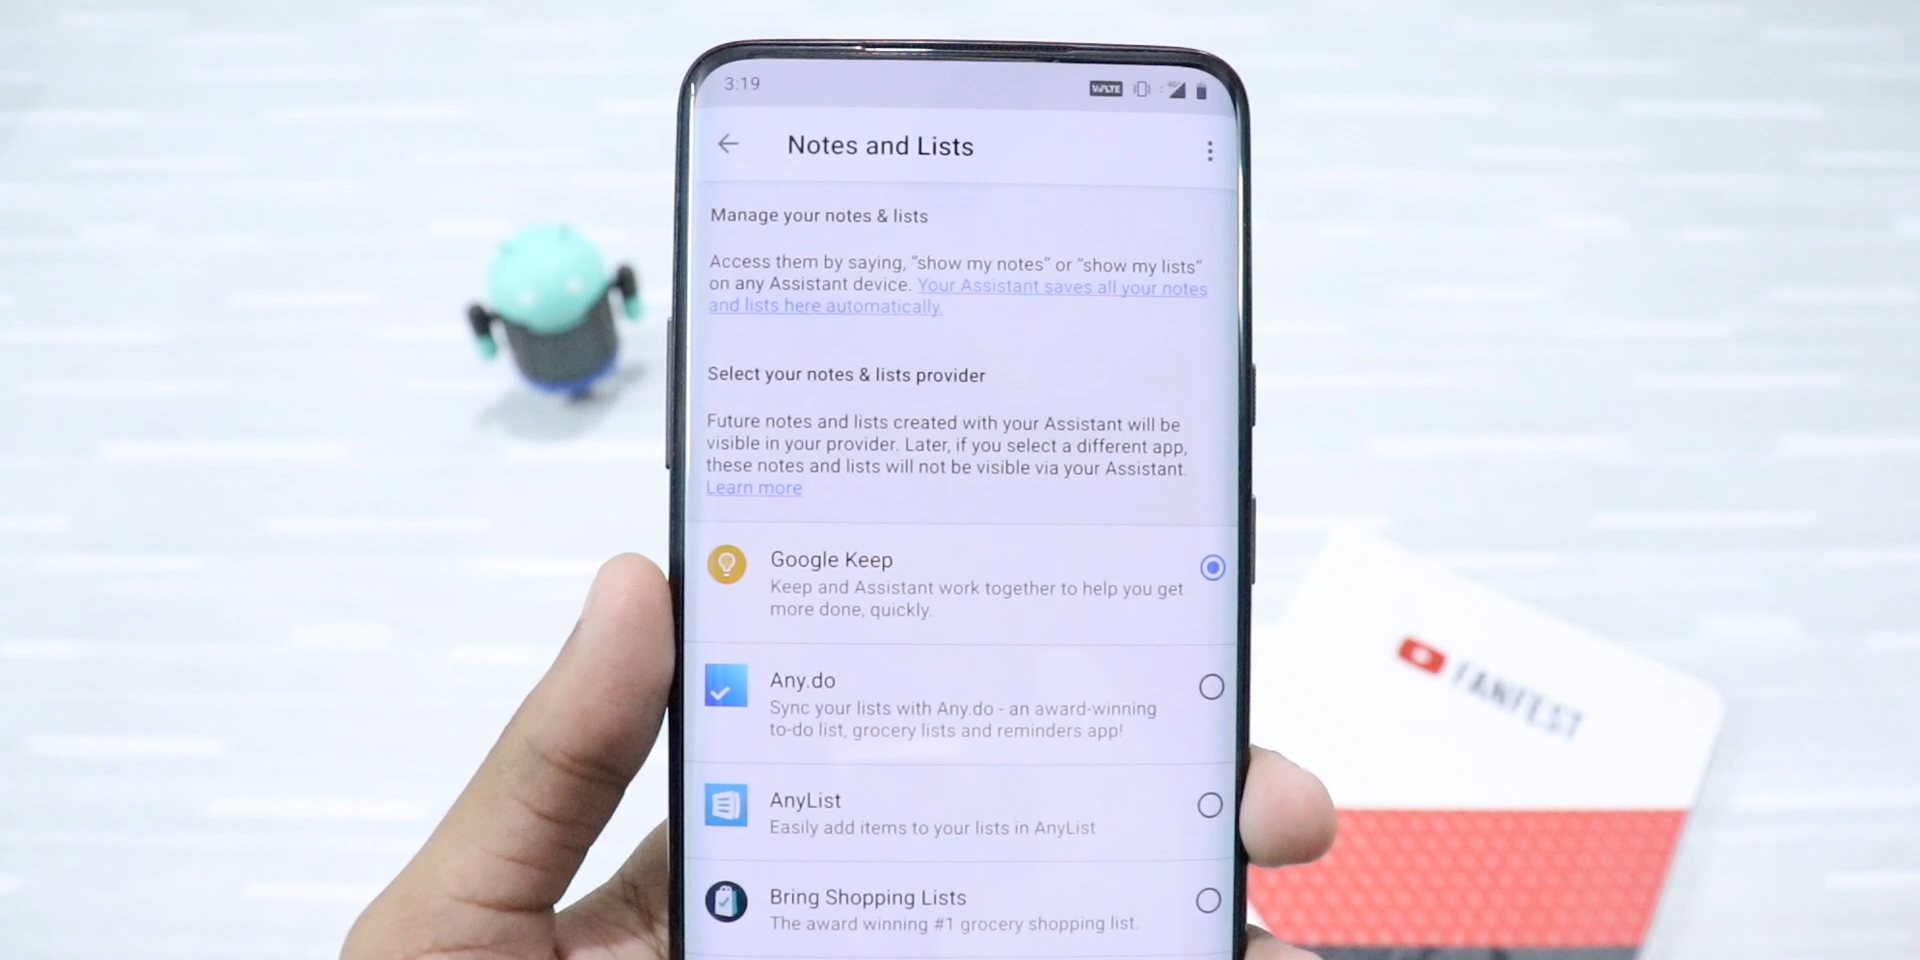 3:19
VoLTE
4G
Notes and Lists
Manage your notes & lists
Access them by saying, “show my notes” or “show my lists”
on any Assistant device. Your Assistant saves all your notes
and lists here automatically.
Select your notes & lists provider
Future notes and lists created with your Assistant will be
visible in your provider. Later, if you select a different app,
these notes and lists will not be visible via your Assistant.
Learn more
Google Keep
Keep and Assistant work together to help you get
more done, quickly.
Any.do
Sync your lists with Any.do - an award-winning
to-do list, grocery lists and reminders app!
AnyList
Easily add items to your lists in AnyList
Bring Shopping Lists
The award winning #1 grocery shopping list.
FANFEST